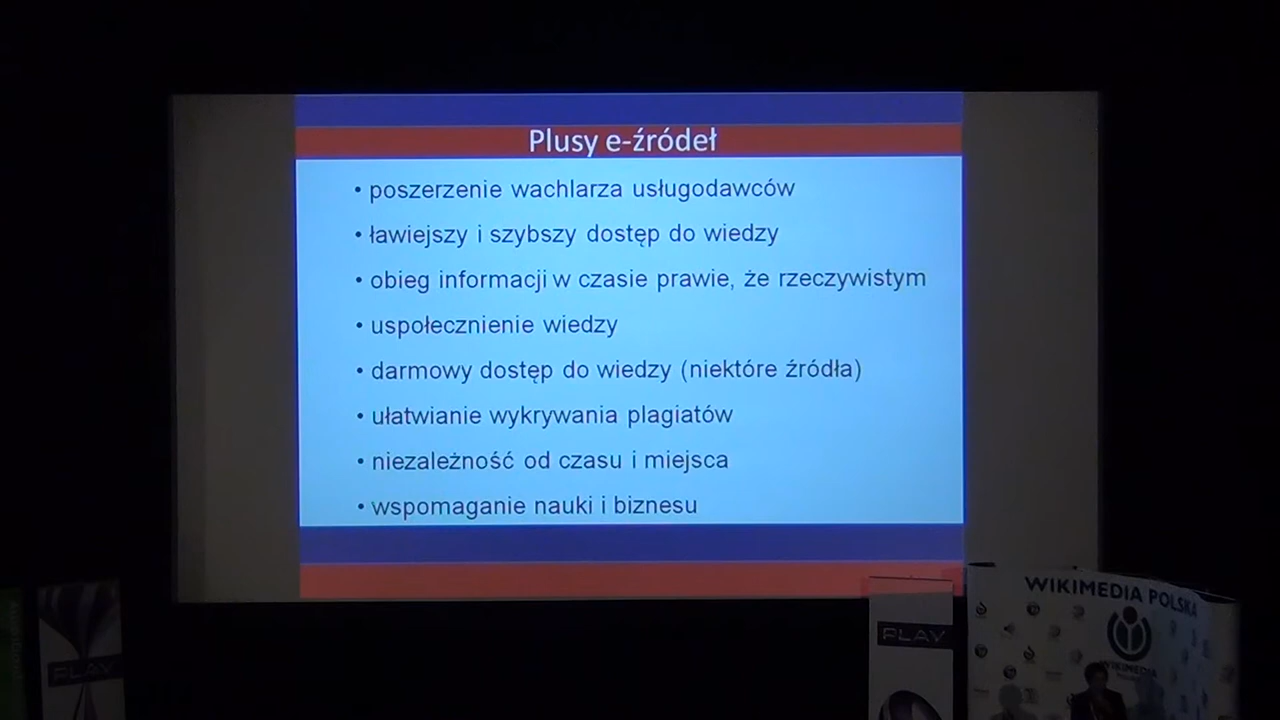 Plusy e-źródeł
• poszerzenie wachlarza usługodawców
• ławiejszy i szybszy dostęp do wiedzy
• obieg informacji w czasie prawie, że rzeczywistym
• uspołecznienie wiedzy
• darmowy dostęp do wiedzy (niektóre źródła)
• ułatwianie wykrywania plagiatów
• niezależność od czasu i miejsca
• wspomaganie nauki i biznesu
WIKIMEDIA POLSKA
PLAY
WIKIMEDIA
PLAY